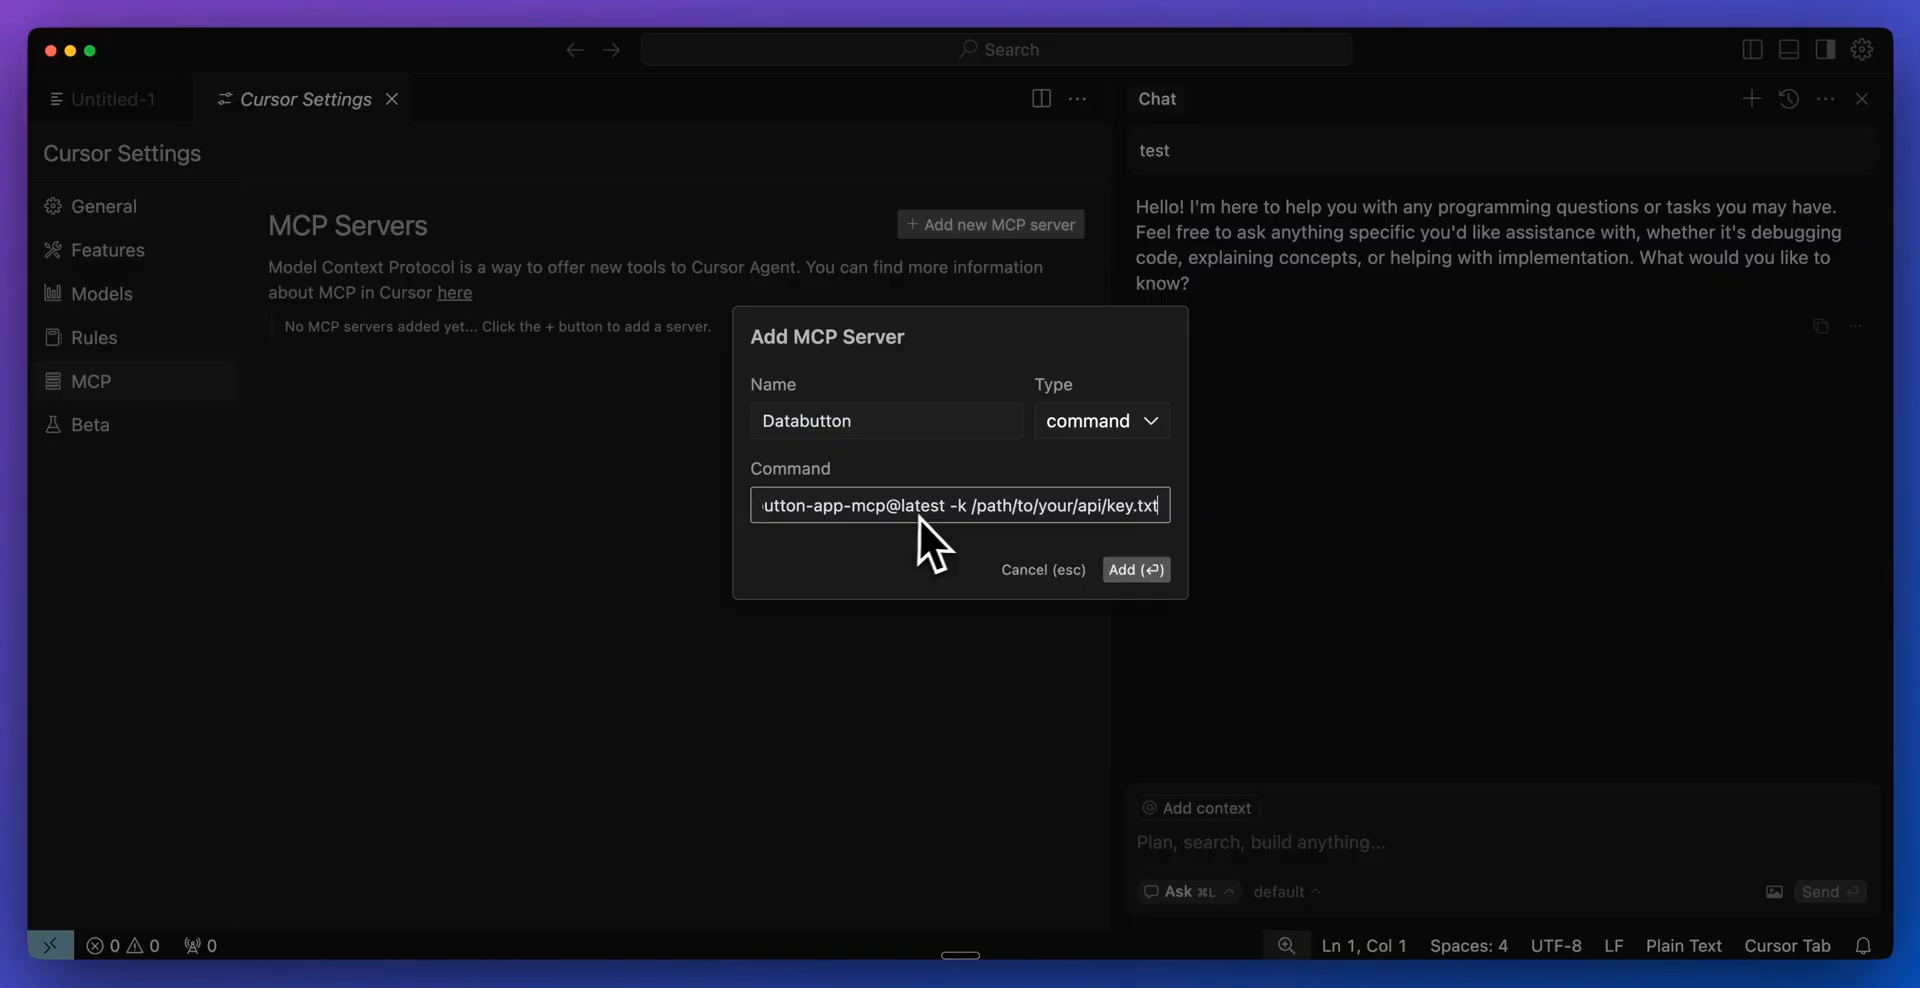 Search
Untitled-1
Cursor Settings
Chat
Cursor Settings
test
General
Features
Models
Rules
MCP
Beta
MCP Servers
+ Add new MCP server
Model Context Protocol is a way to offer new tools to Cursor Agent. You can find more information
about MCP in Cursor here
No MCP servers added yet... Click the + button to add a server.
Hello! I'm here to help you with any programming questions or tasks you may have.
Feel free to ask anything specific you'd like assistance with, whether it's debugging
code, explaining concepts, or helping with implementation. What would you like to
know?
Add MCP Server
Name
Type
Databutton
command
Command
utton-app-mcp@latest -k /path/to/your/api/key.txt
Cancel (esc)
Add (⏎)
@ Add context
Plan, search, build anything...
Ask ⌘L
default
Send ⏎
0
0
0
Ln 1, Col 1
Spaces: 4
UTF-8
LF
Plain Text
Cursor Tab